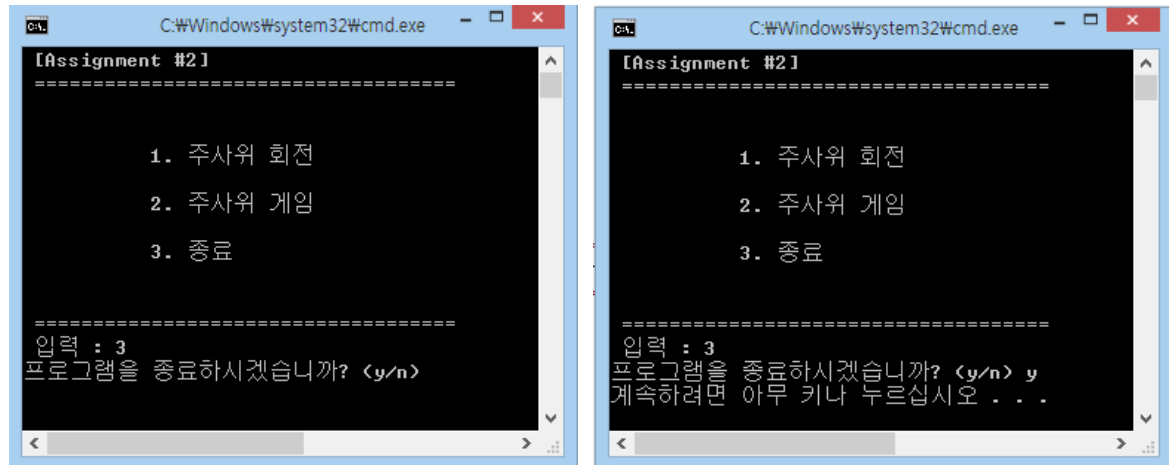 C:₩Windows₩system32₩cmd.exe
[Assignment #2]
====================================
1. 주사위 회전
2. 주사위 게임
3. 종료
====================================
입력 : 3
프로그램을 종료하시겠습니까? (y/n)
C:₩Windows₩system32₩cmd.exe
[Assignment #2]
====================================
1. 주사위 회전
2. 주사위 게임
3. 종료
====================================
입력 : 3
프로그램을 종료하시겠습니까? (y/n) y
계속하려면 아무 키나 누르십시오 . . .